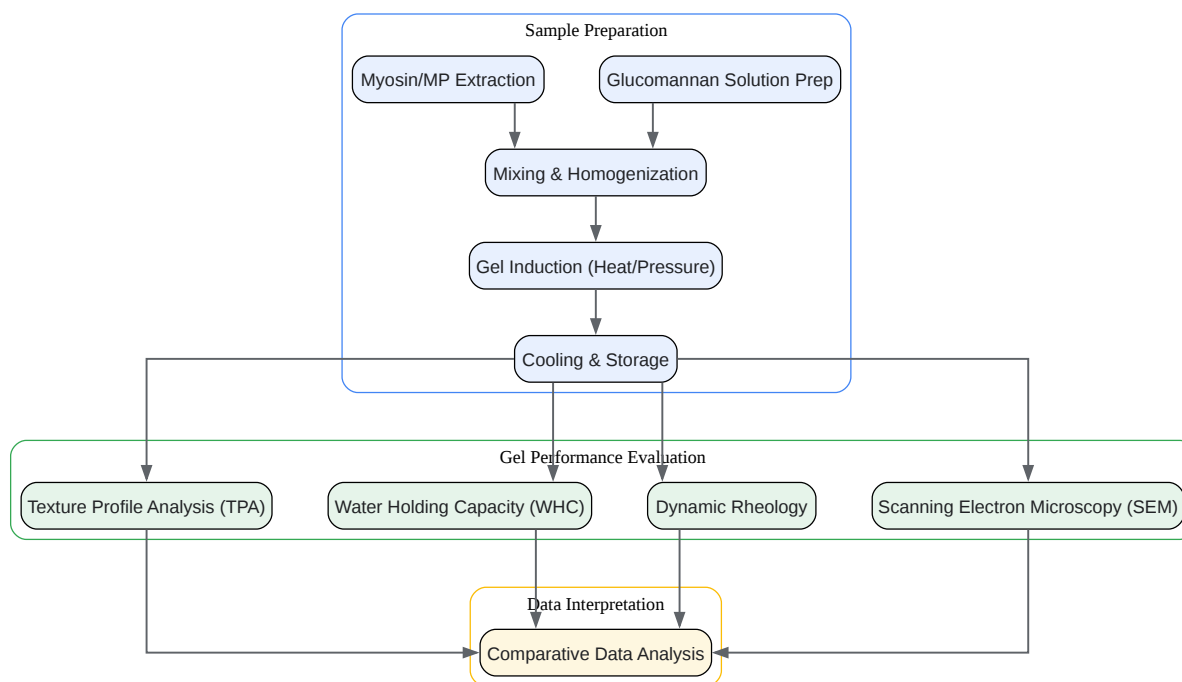 Sample Preparation
Myosin/MP Extraction
Glucomannan Solution Prep
Mixing & Homogenization
Gel Induction (Heat/Pressure)
Cooling & Storage
Gel Performance Evaluation
Texture Profile Analysis (TPA)
Water Holding Capacity (WHC)
Dynamic Rheology
Scanning Electron Microscopy (SEM)
Data Interpretation
Comparative Data Analysis